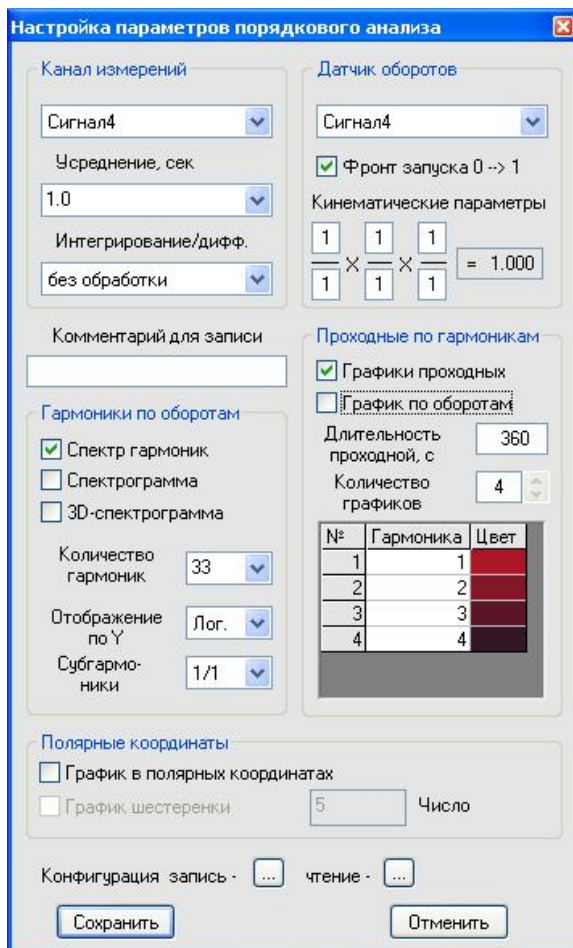 Настройка параметров порядкового анализа
Канал измерений
Сигнал4
Усреднение, сек
1.0
Интегрирование/дифф.
без обработки
Датчик оборотов
Сигнал4
Фронт запуска 0 --> 1
Кинематические параметры
1 1 1
X X = 1.000
1 1 1
Комментарий для записи
Гармоники по оборотам
Спектр гармоник
Спектрограмма
3D-спектрограмма
Количество
гармоник
33
Отображение
по Y
Лог.
Субгармо-
ники
1/1
Проходные по гармоникам
Графики проходных
График по оборотам
Длительность
проходной, с
360
Количество
графиков
4
№ Гармоника Цвет
1 1
2 2
3 3
4 4
Полярные координаты
График в полярных координатах
График шестеренки 5 Число
Конфигурация запись - ... чтение - ...
Сохранить Отменить